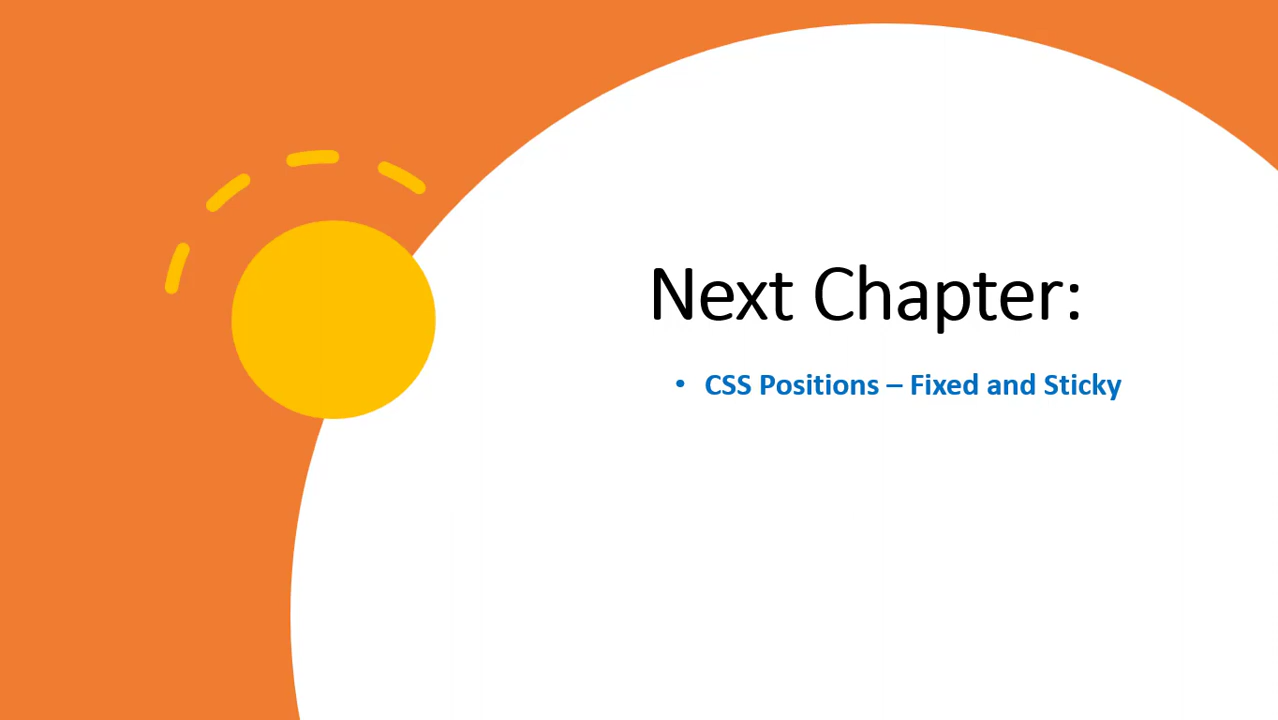 Next Chapter:
• CSS Positions – Fixed and Sticky